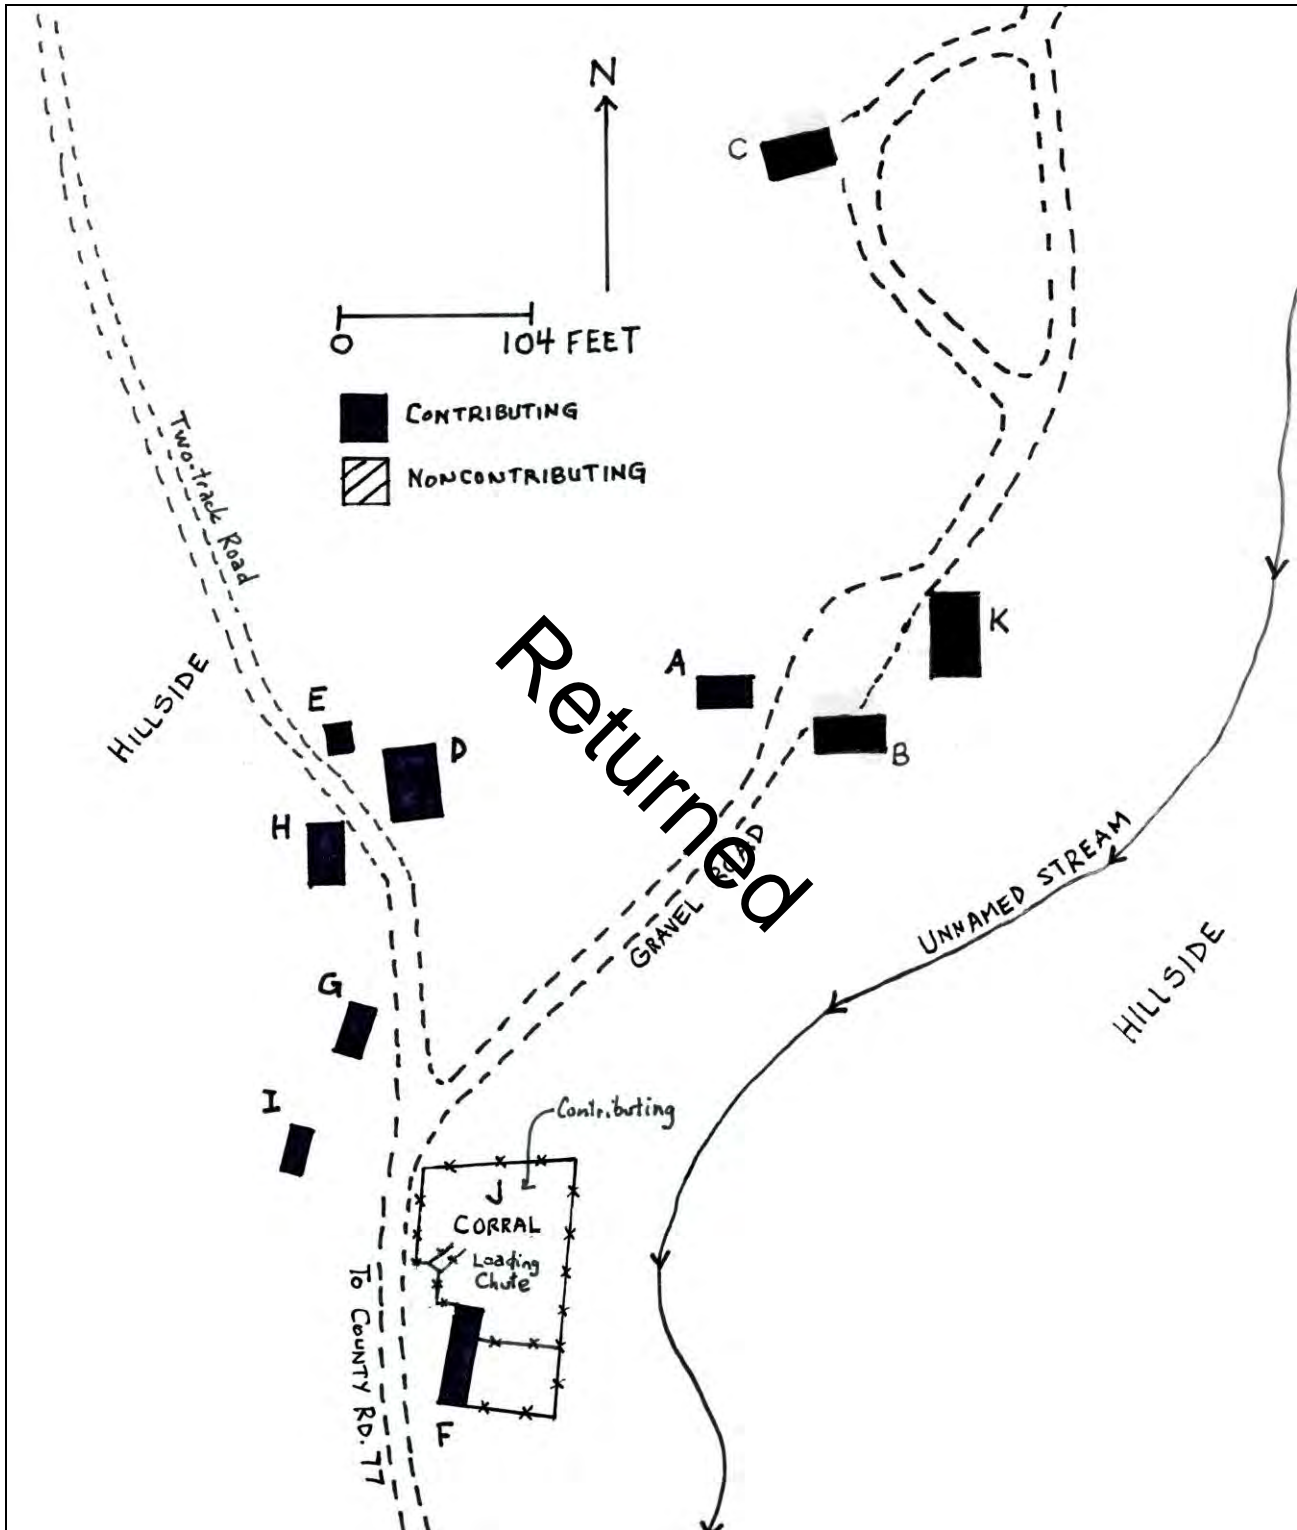 N
C
0 104 FEET
CONTRIBUTING
NONCONTRIBUTING
Two-track Road
HILLSIDE
E
D
H
A
K
B
Returned
GRAVEL ROAD
UNNAMED STREAM
HILLSIDE
G
I
Contributing
J
CORRAL
Loading
Chute
TO COUNTY RD. 77
F